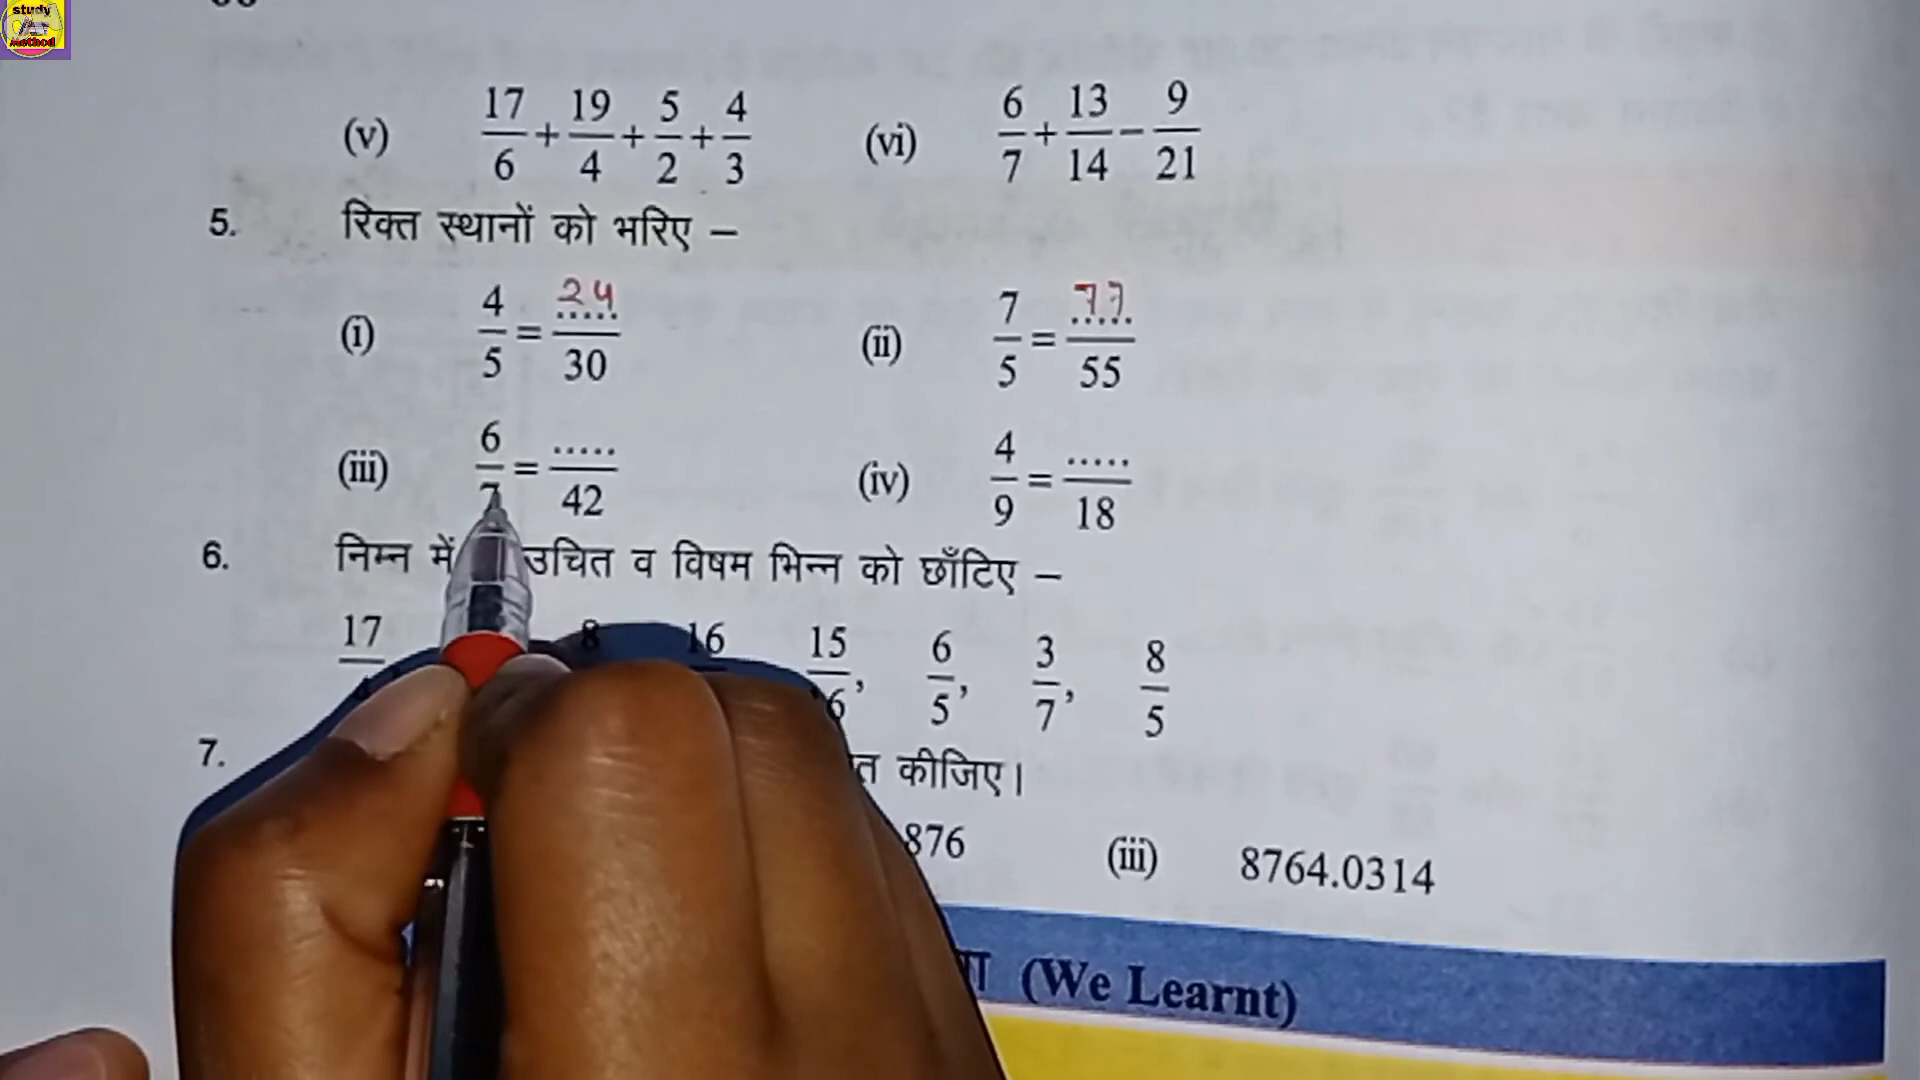 study
method
(v) 17/6 + 19/4 + 5/2 + 4/3 (vi) 6/7 + 13/14 − 9/21
5. रिक्त स्थानों को भरिए −
(i) 4/5 = 24...../30 (ii) 7/5 = 77...../55
(iii) 6/7 = ...../42 (iv) 4/9 = ...../18
6. निम्न में उचित व विषम भिन्न को छाँटिए −
17 8 16 15 6/5, 3/7, 8/5
7. कीजिए।
876 (iii) 8764.0314
(We Learnt)